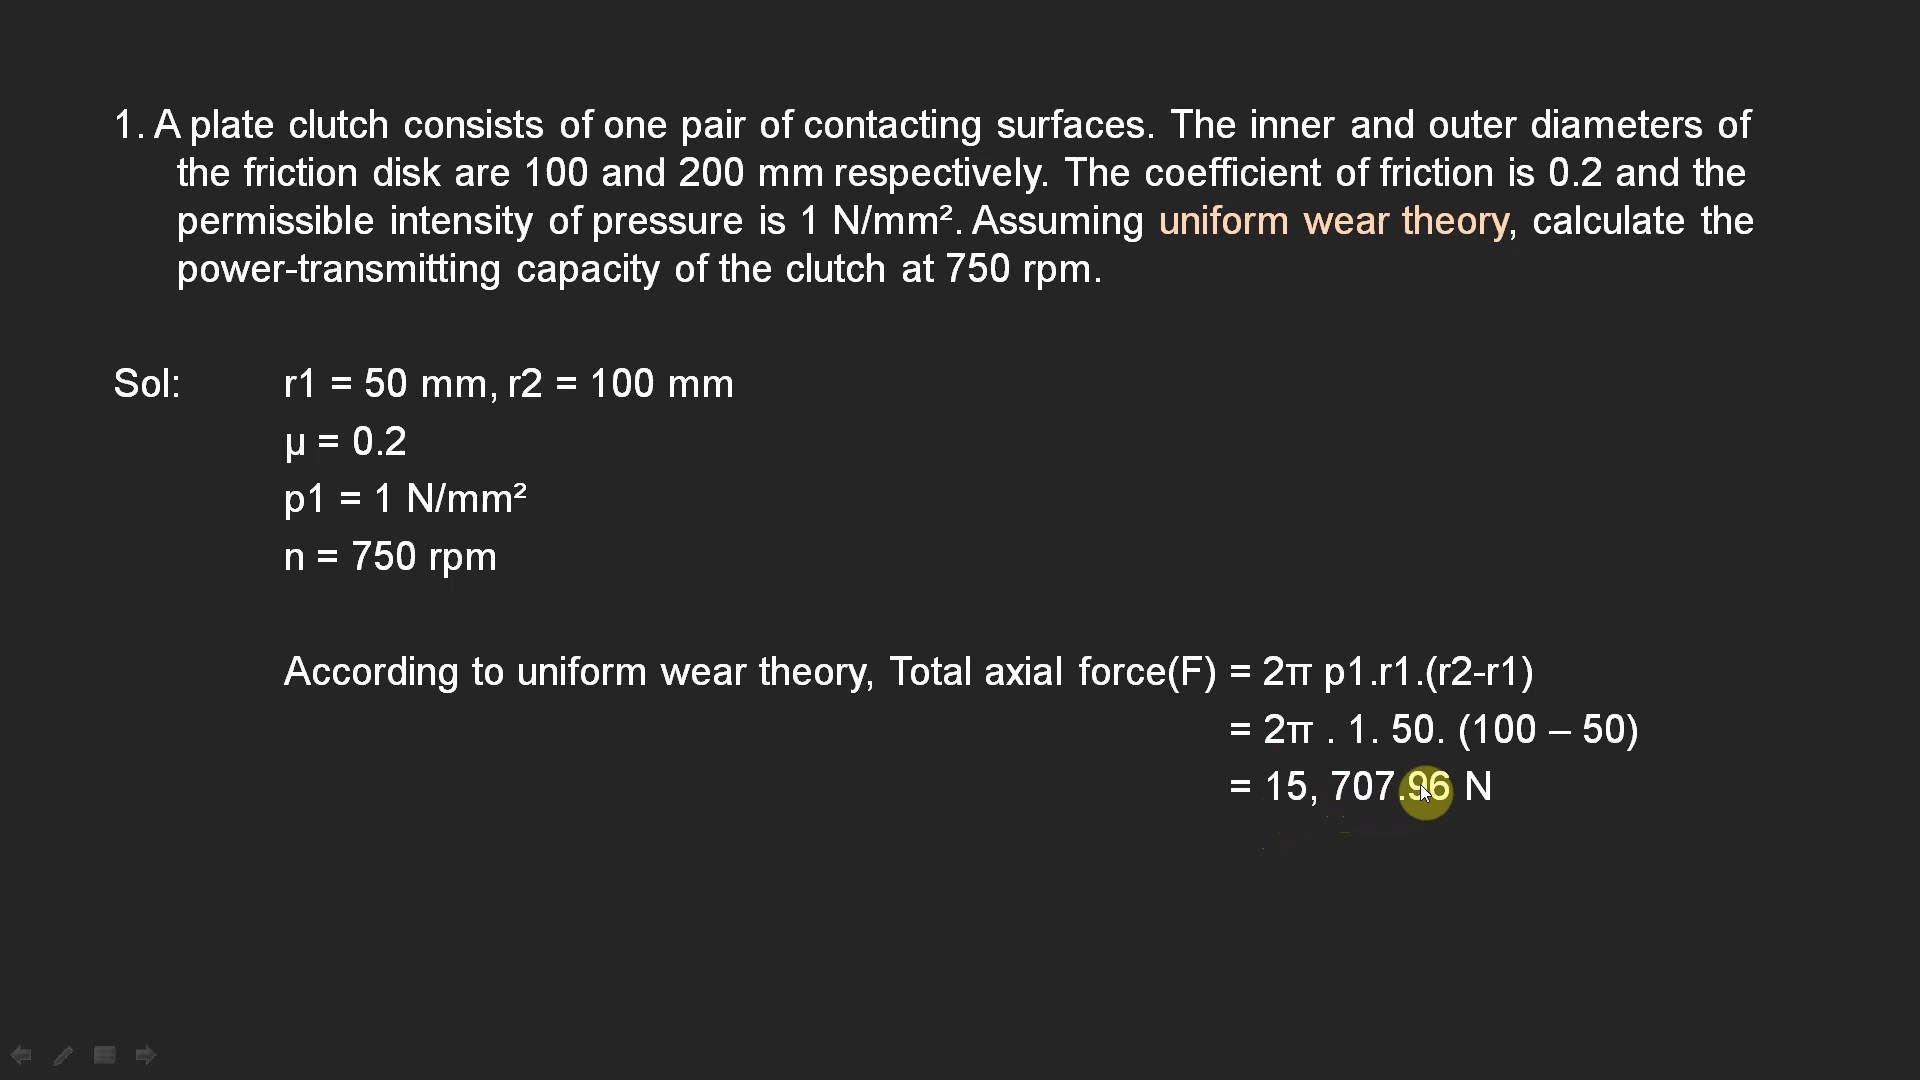 1. A plate clutch consists of one pair of contacting surfaces. The inner and outer diameters of
the friction disk are 100 and 200 mm respectively. The coefficient of friction is 0.2 and the
permissible intensity of pressure is 1 N/mm². Assuming uniform wear theory, calculate the
power-transmitting capacity of the clutch at 750 rpm.
Sol: r1 = 50 mm, r2 = 100 mm
μ = 0.2
p1 = 1 N/mm²
n = 750 rpm
According to uniform wear theory, Total axial force(F) = 2π p1.r1.(r2-r1)
= 2π . 1. 50. (100 – 50)
= 15, 707.96 N